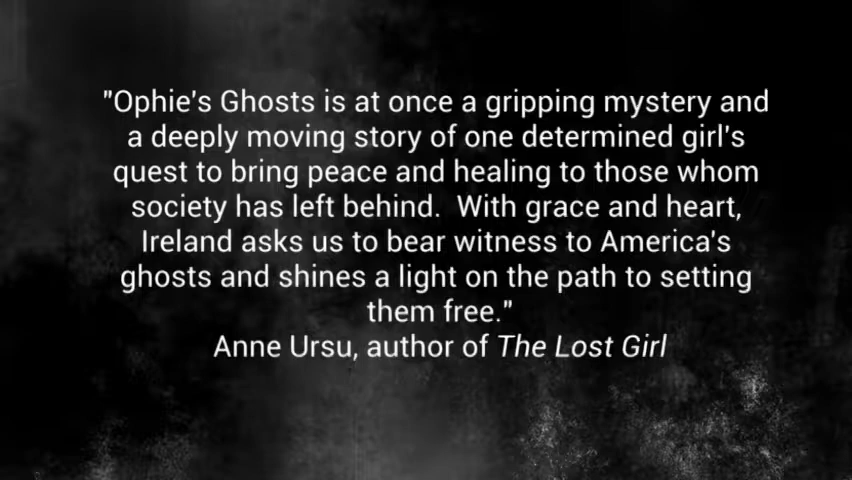 "Ophie's Ghosts is at once a gripping mystery and
a deeply moving story of one determined girl's
quest to bring peace and healing to those whom
society has left behind.  With grace and heart,
Ireland asks us to bear witness to America's
ghosts and shines a light on the path to setting
them free."
Anne Ursu, author of The Lost Girl